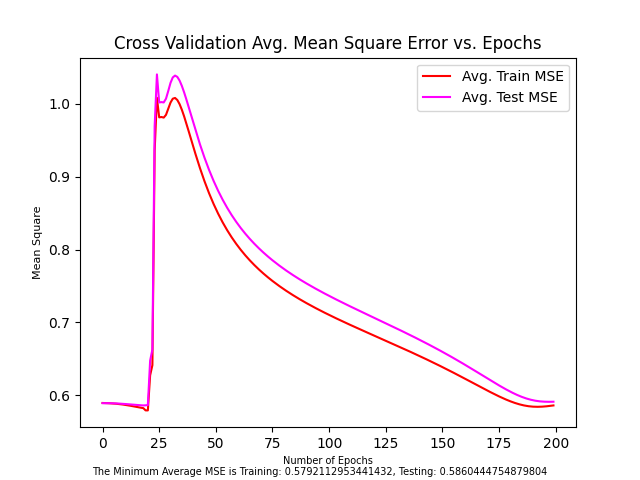 Cross Validation Avg. Mean Square Error vs. Epochs
Avg. Train MSE
Avg. Test MSE
1.0
0.9
0.8
0.7
0.6
Mean Square
0
25
50
75
100
125
150
175
200
Number of Epochs
The Minimum Average MSE is Training: 0.5792112953441432, Testing: 0.5860444754879804